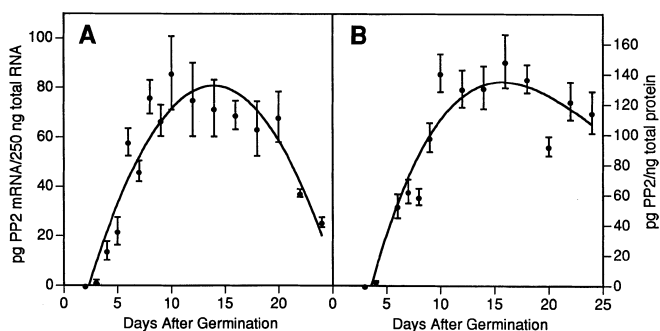 A
B
pg PP2 mRNA/250 ng total RNA
100
80
60
40
20
0
0 5 10 15 20 0
Days After Germination
5 10 15 20 25
Days After Germination
160
140
120
100
80
60
40
20
0
pg PP2/ng total protein